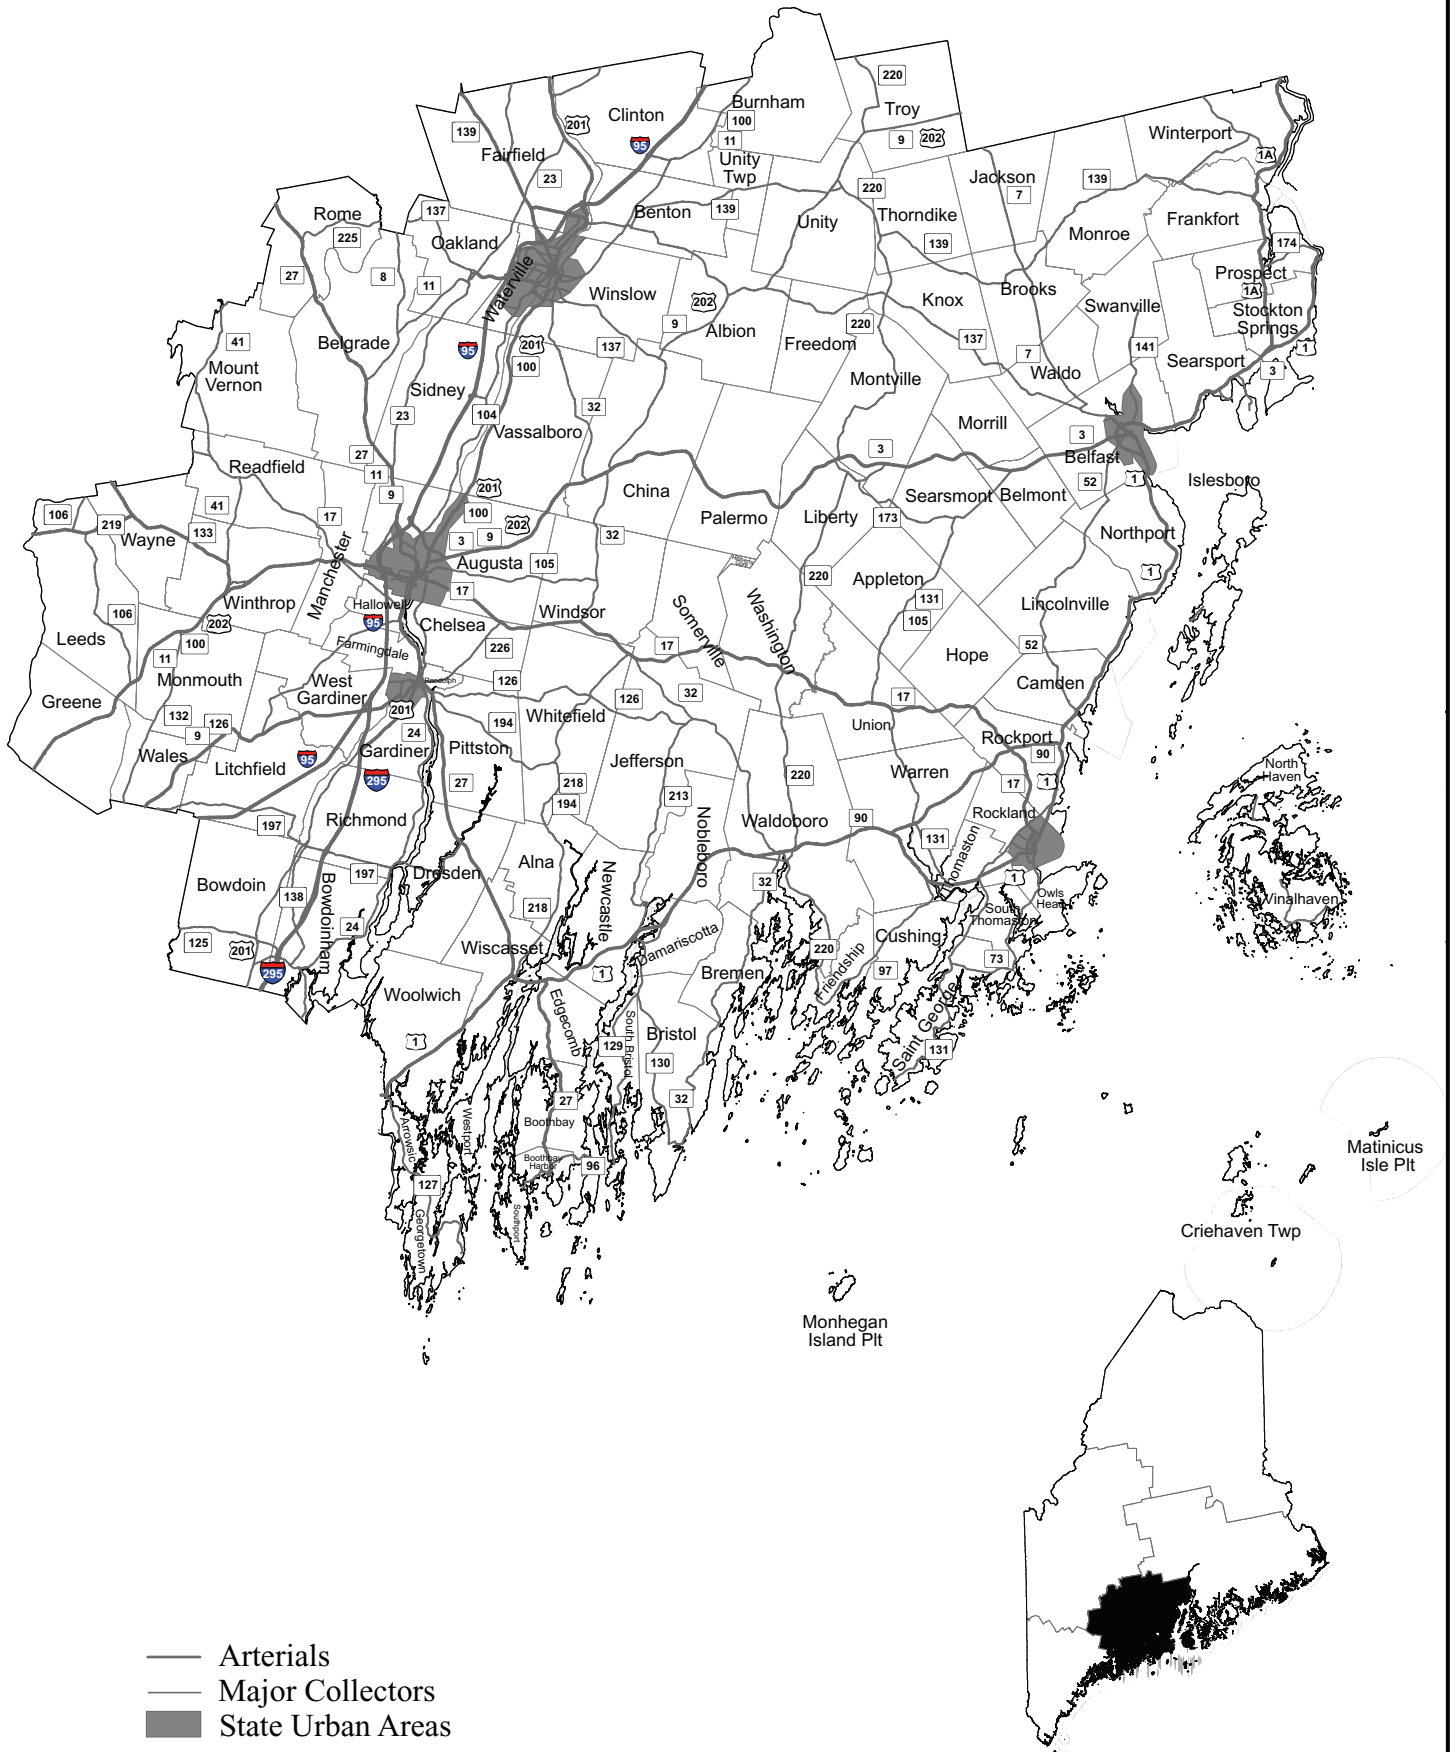 220
Troy
Burnham
100
11
9
202
Clinton
201
95
139
Fairfield
23
Unity
Twp
Winterport
1A
Jackson
7
139
220
Thorndike
139
Rome
225
137
Oakland
Benton
139
Unity
Monroe
Frankfort
174
27
8
11
Waterville
Winslow
202
9
Albion
Freedom
220
Knox
Brooks
Swanville
Prospect
1A
Stockton
Springs
1
3
Searsport
141
137
7
Waldo
41
Mount
Vernon
Belgrade
95
201
100
137
Sidney
23
104
32
Vassalboro
Montville
Morrill
3
Belfast
3
52
1
Islesboro
Readfield
27
11
9
201
100
202
3
9
China
Palermo
Liberty
173
Searsmont
Belmont
Northport
1
106
219
Wayne
41
133
17
Manchester
Augusta
105
32
17
Windsor
Somerville
Washington
220
Appleton
131
105
Lincolnville
52
Winthrop
Hallowell
95
Chelsea
Farmingdale
226
17
Hope
Camden
Leeds
106
202
100
11
Monmouth
West
Gardiner
Randolph
126
126
32
17
Union
Greene
132
126
9
Wales
Litchfield
95
201
24
Gardiner
Pittston
194
Whitefield
Rockport
90
295
27
Jefferson
218
194
213
220
Warren
17
1
North
Haven
197
Richmond
Nobleboro
Waldoboro
90
131
Rockland
Thomaston
Bowdoin
138
197
Dresden
Alna
218
Newcastle
32
1
Owls
Head
South
Thomaston
Vinalhaven
125
201
295
Bowdoinham
24
Wiscasset
Damariscotta
Bremen
220
Friendship
Cushing
97
73
Woolwich
1
1
Edgecomb
129
South Bristol
Bristol
130
Saint George
131
Arrowsic
Westport
27
Boothbay
32
Boothbay
Harbor
96
127
Georgetown
Southport
Matinicus
Isle Plt
Criehaven Twp
Monhegan
Island Plt
Arterials
Major Collectors
State Urban Areas